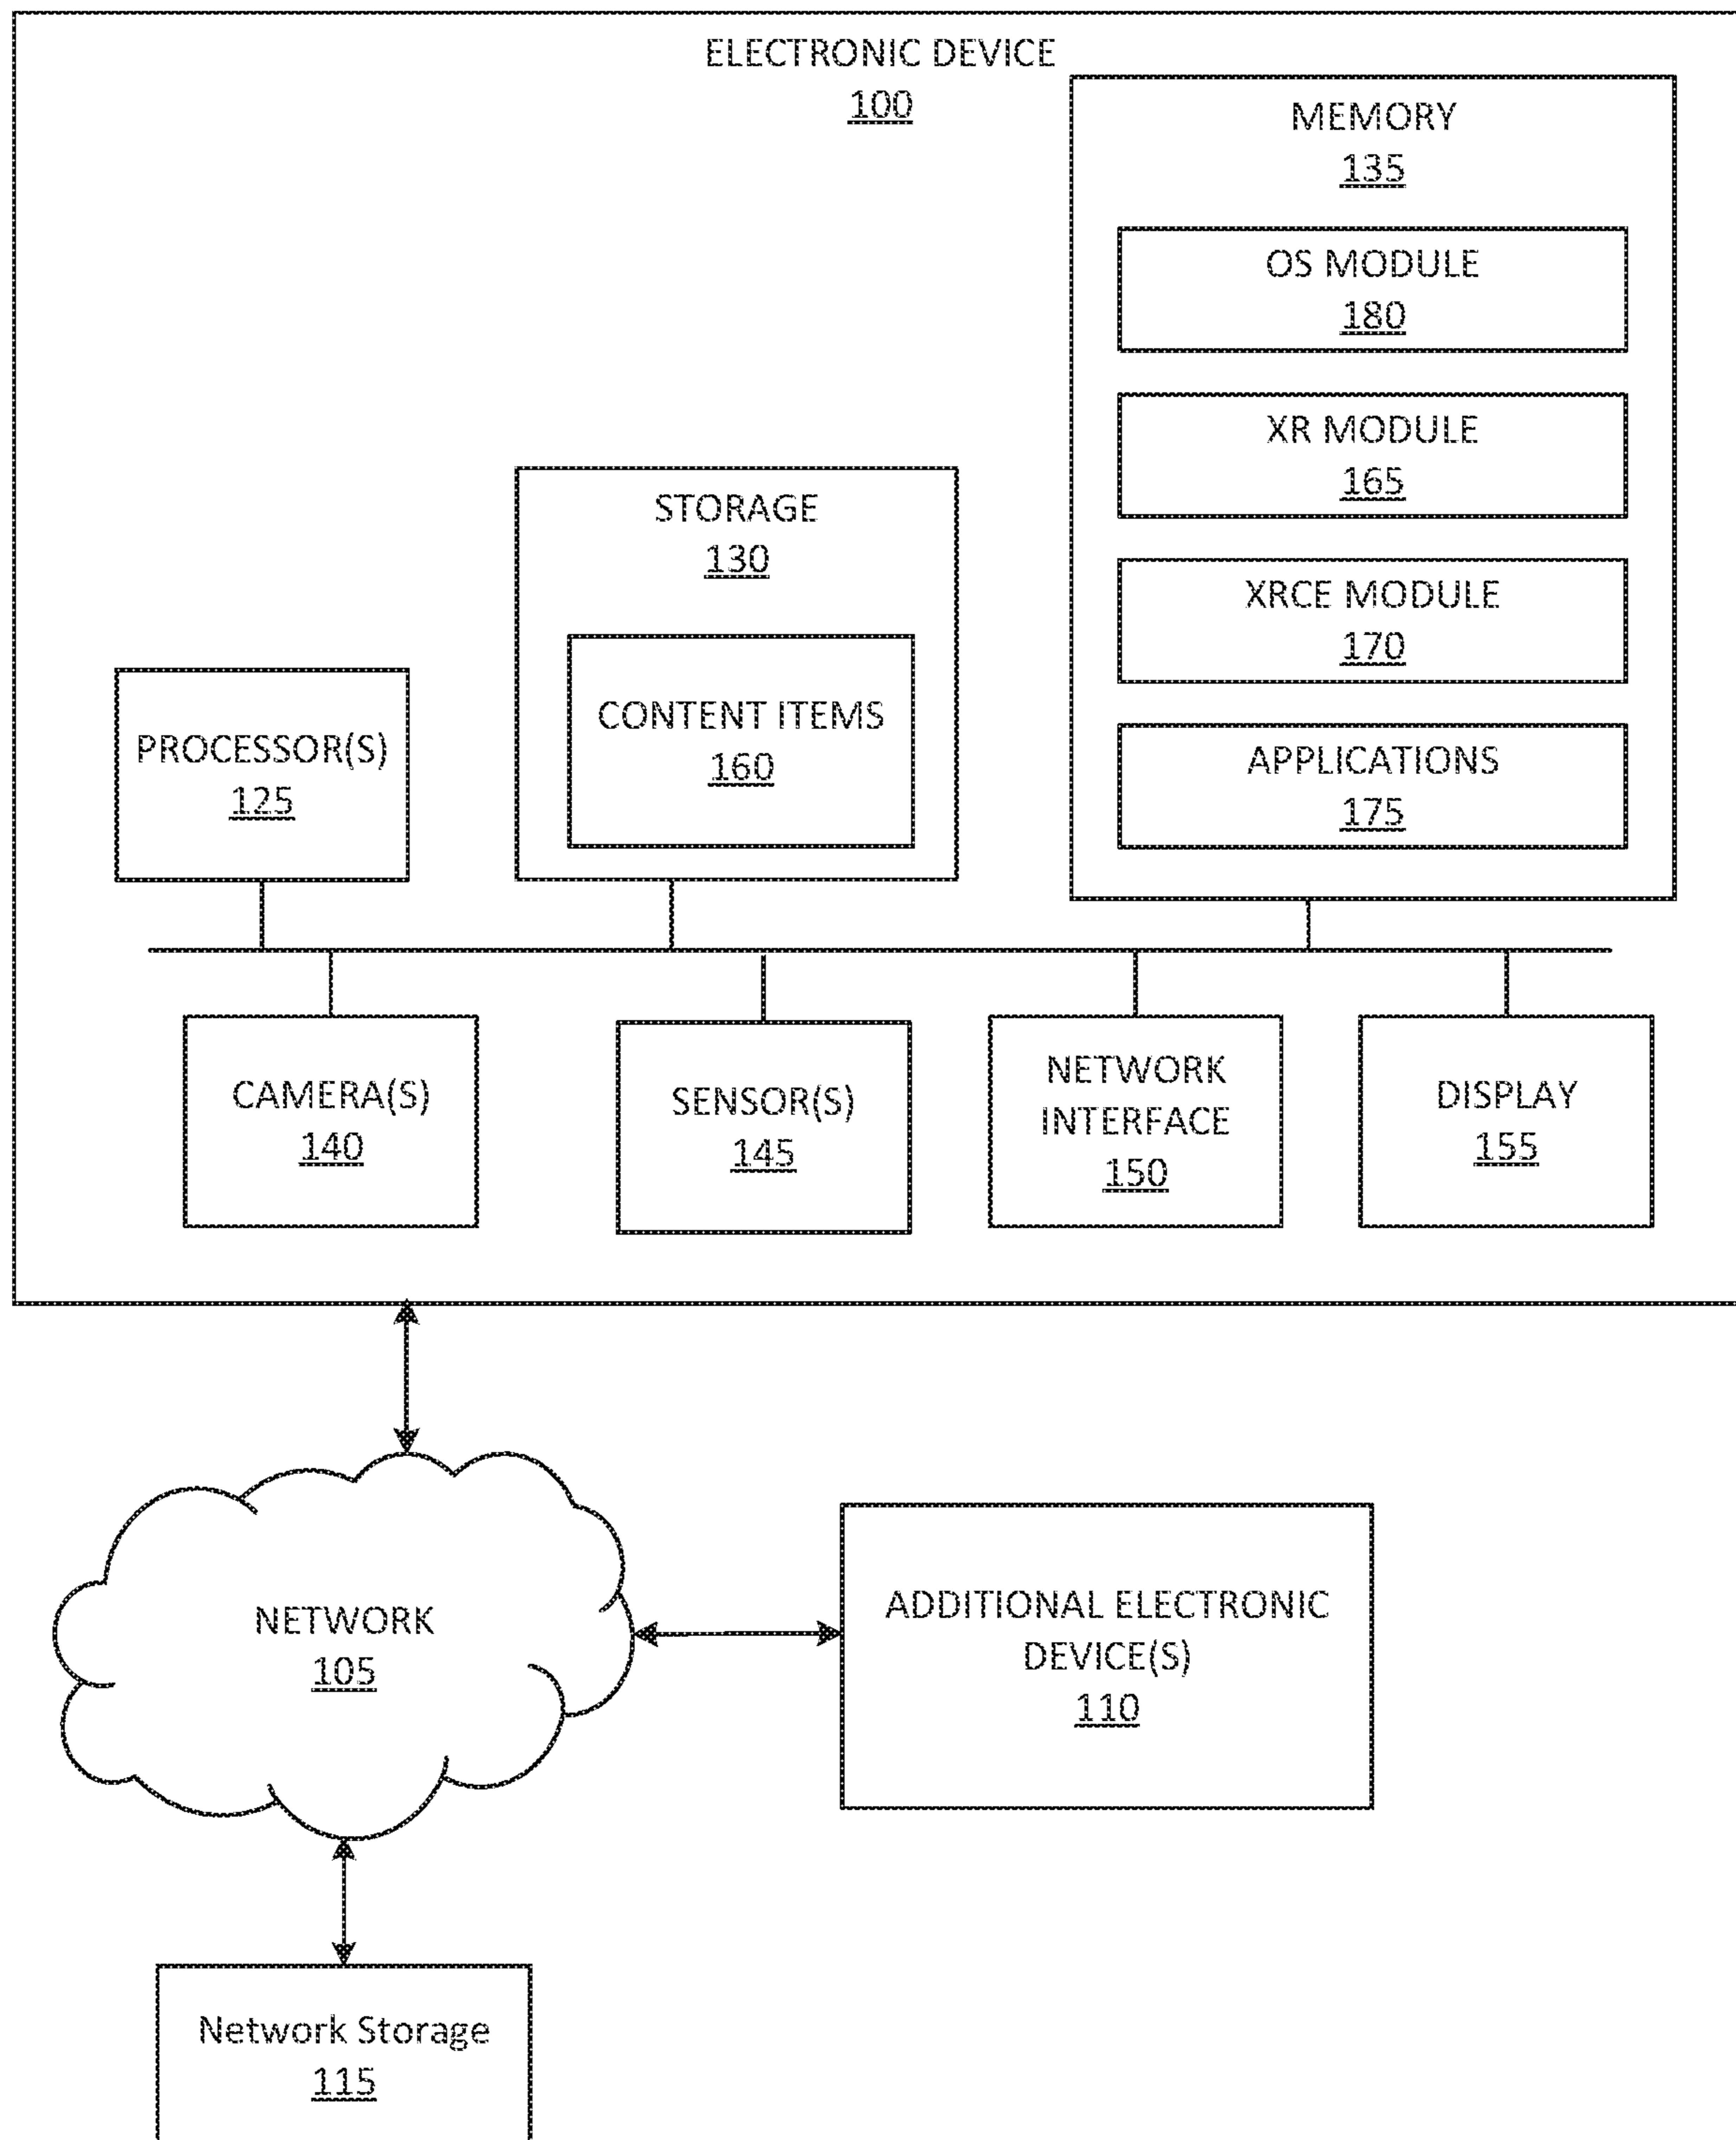 ELECTRONIC DEVICE
100
MEMORY
135
OS MODULE
180
XR MODULE
165
XRCE MODULE
170
APPLICATIONS
175
STORAGE
130
CONTENT ITEMS
160
PROCESSOR(S)
125
CAMERA(S)
140
SENSOR(S)
145
NETWORK
INTERFACE
150
DISPLAY
155
NETWORK
105
ADDITIONAL ELECTRONIC
DEVICE(S)
110
Network Storage
115